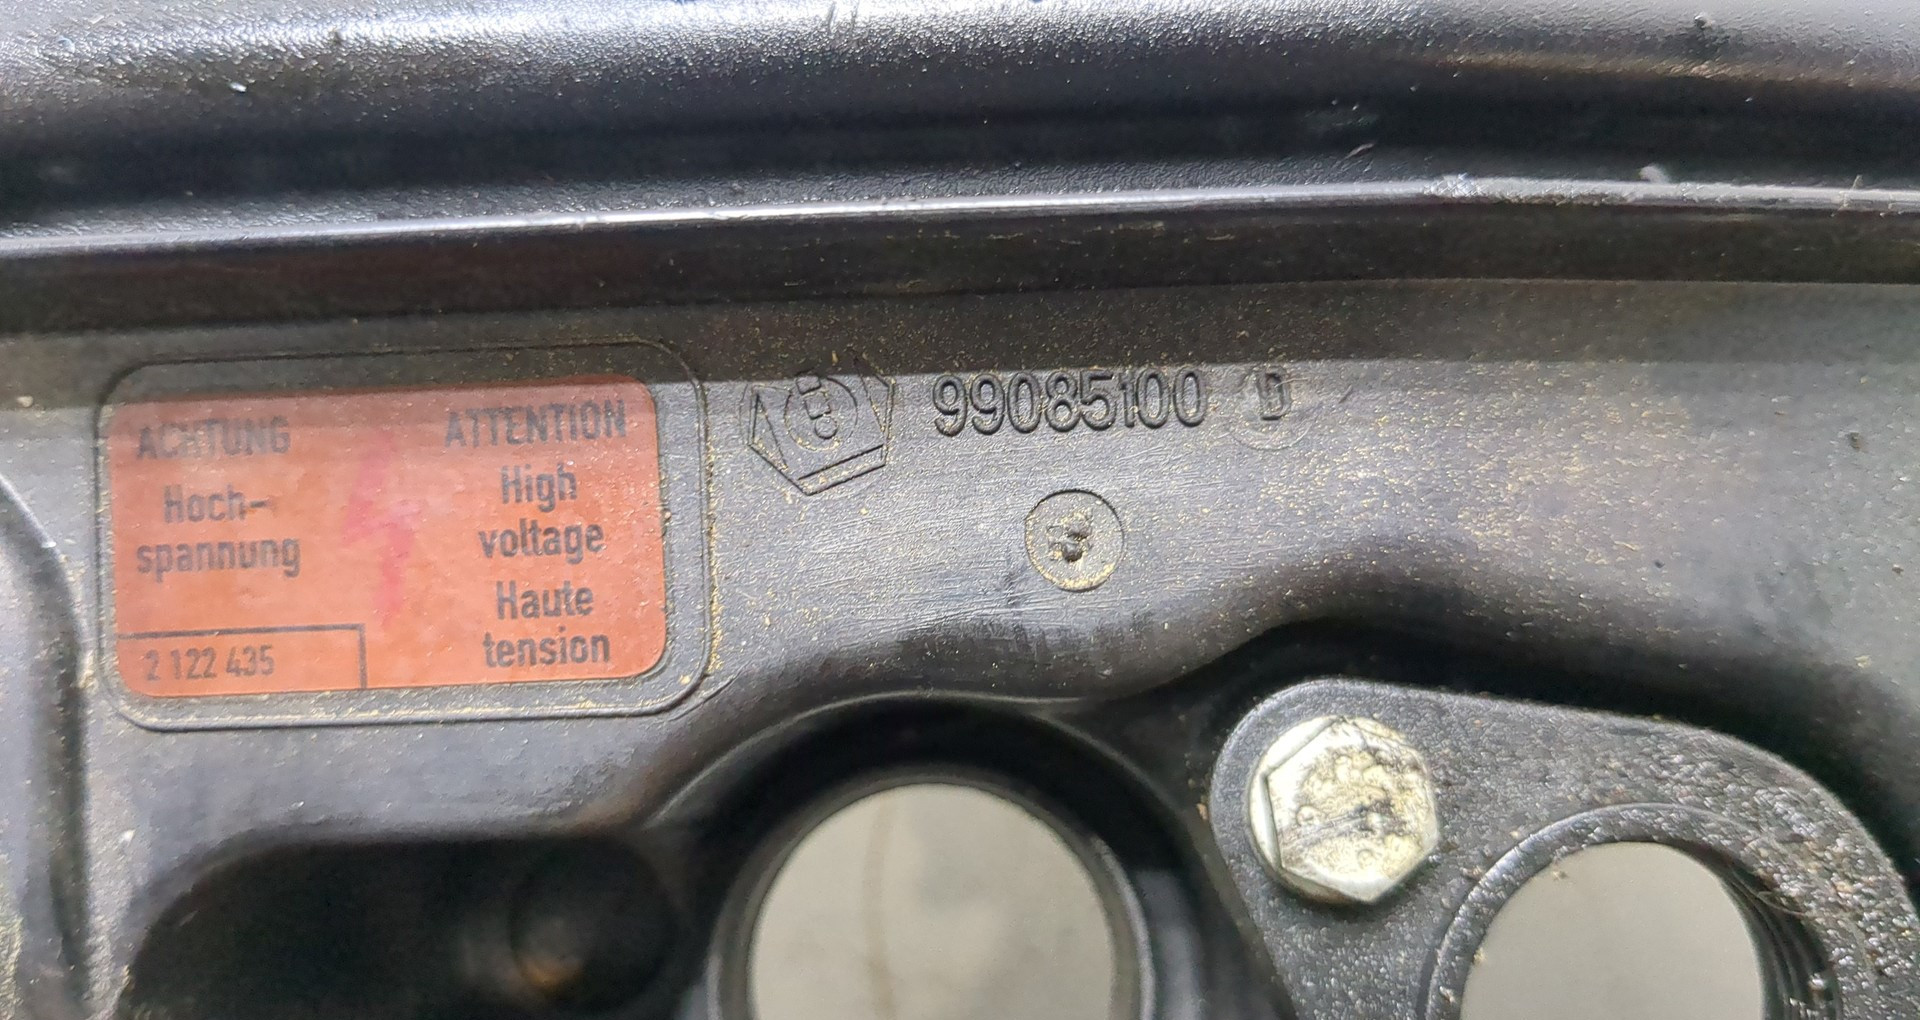 ACHTUNG
Hoch-
spannung
2 122 435
ATTENTION
High
voltage
Haute
tension
99085100 D